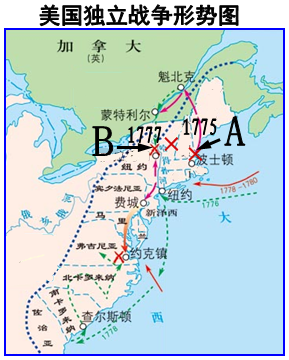 美国独立战争形势图
加拿大
(英)
魁北克
蒙特利尔
1777
1775
A
B
波士顿
纽约
宾夕法尼亚
纽约
费城
新泽西
1778-1780
1776
大
马里兰
弗吉尼亚
约克镇
北卡罗来纳
西
南卡罗来纳
佐治亚
查尔斯顿
1778